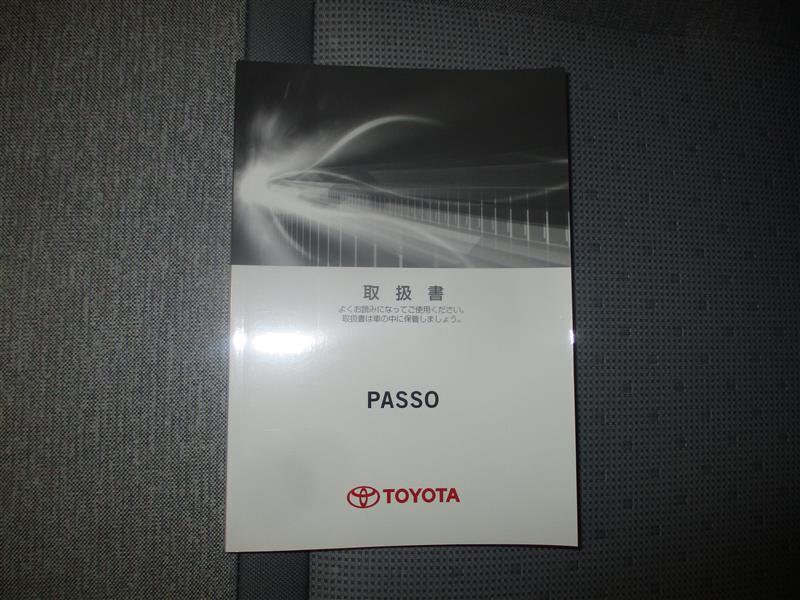 取扱書
よくお読みになってご使用ください。
取扱書は車の中に保管しましょう。
PASSO
TOYOTA